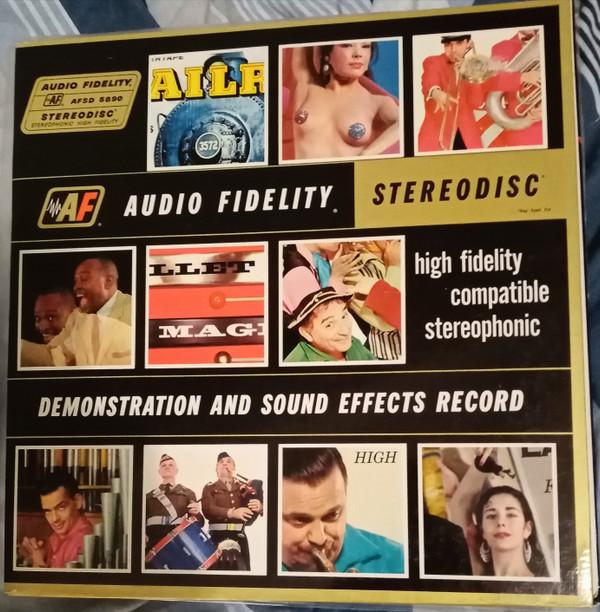 AUDIO FIDELITY
AF AFSD 5890
STEREODISC
STEREOPHONIC HIGH FIDELITY
AILR
3572
AF
AUDIO FIDELITY
STEREODISC
LLET
MAGI
high fidelity
compatible
stereophonic
DEMONSTRATION AND SOUND EFFECTS RECORD
HIGH